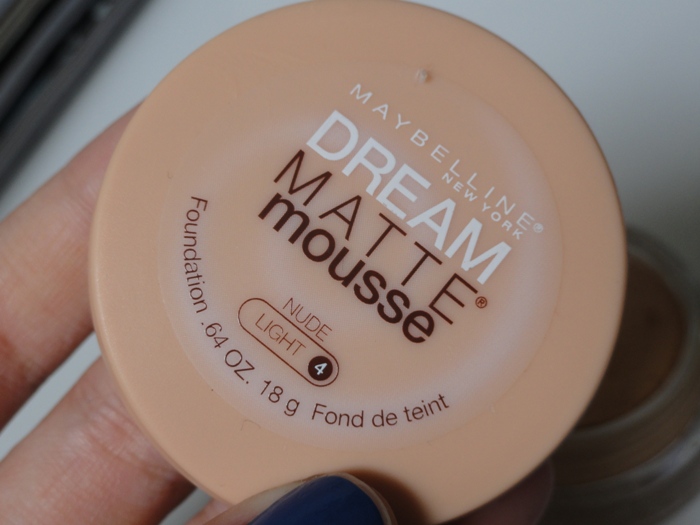 MAYBELLINE®
NEW YORK
DREAM
MATTE®
mousse
NUDE
LIGHT 4
Foundation .64 OZ. 18 g Fond de teint